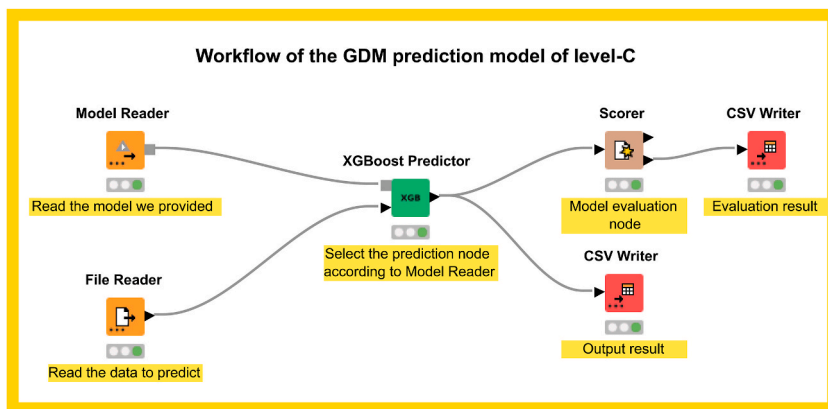 Workflow of the GDM prediction model of level-C
Model Reader
Read the model we provided
File Reader
Read the data to predict
XGBoost Predictor
XGB
Select the prediction node
according to Model Reader
Scorer
Model evaluation
node
CSV Writer
Evaluation result
CSV Writer
Output result